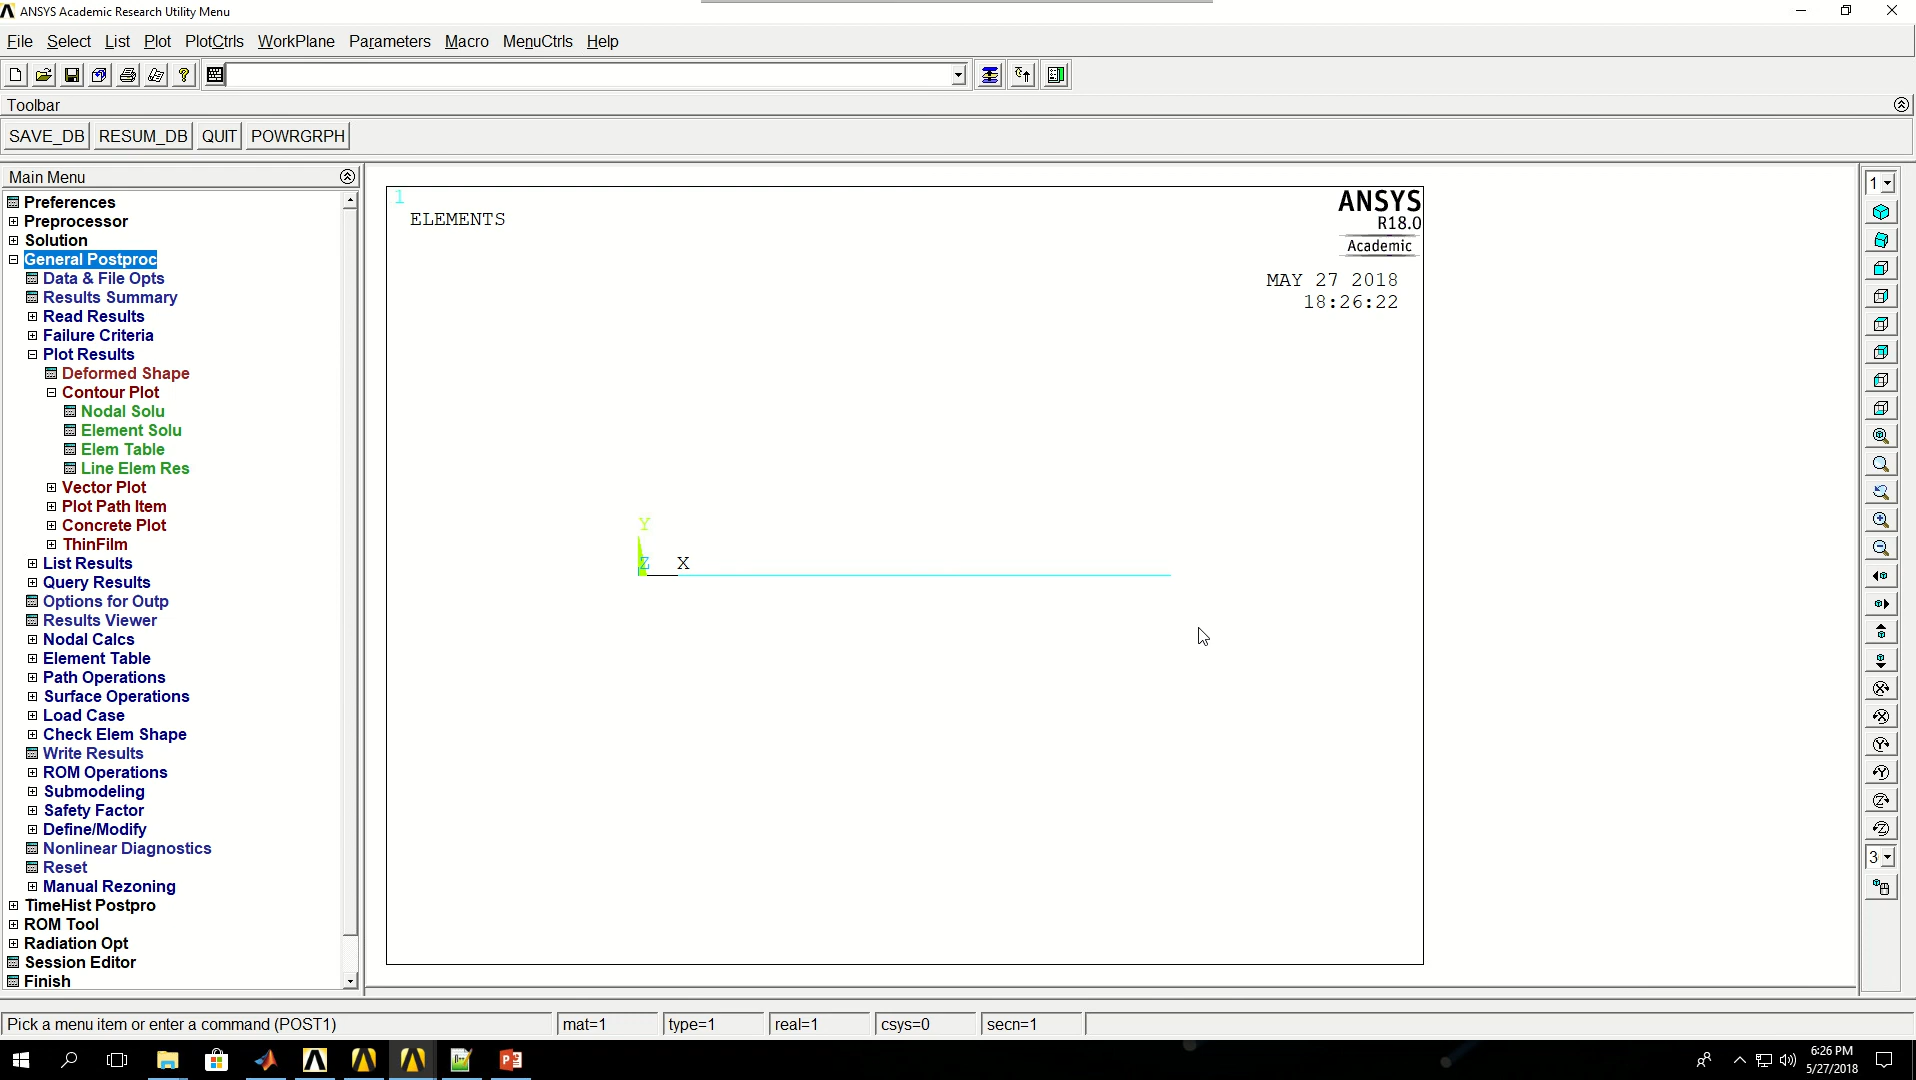 ANSYS Academic Research Utility Menu
File Select List Plot PlotCtrls WorkPlane Parameters Macro MenuCtrls Help
Toolbar
SAVE_DB RESUM_DB QUIT POWRGRPH
Main Menu
Preferences
Preprocessor
Solution
General Postproc
Data & File Opts
Results Summary
Read Results
Failure Criteria
Plot Results
Deformed Shape
Contour Plot
Nodal Solu
Element Solu
Elem Table
Line Elem Res
Vector Plot
Plot Path Item
Concrete Plot
ThinFilm
List Results
Query Results
Options for Outp
Results Viewer
Nodal Calcs
Element Table
Path Operations
Surface Operations
Load Case
Check Elem Shape
Write Results
ROM Operations
Submodeling
Safety Factor
Define/Modify
Nonlinear Diagnostics
Reset
Manual Rezoning
TimeHist Postpro
ROM Tool
Radiation Opt
Session Editor
Finish
1
ELEMENTS
ANSYS
R18.0
Academic
MAY 27 2018
18:26:22
Y
Z X
1
3
Pick a menu item or enter a command (POST1) mat=1 type=1 real=1 csys=0 secn=1
6:26 PM
5/27/2018